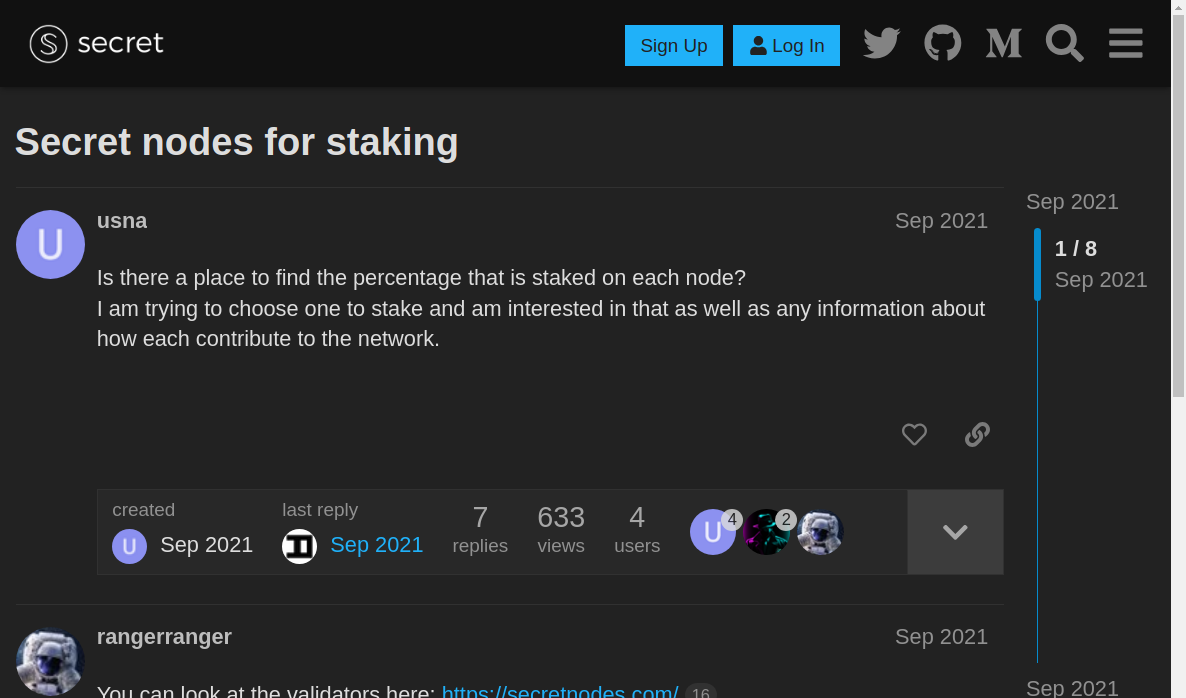 secret
Sign Up
Log In
Secret nodes for staking
usna
Sep 2021
Is there a place to find the percentage that is staked on each node?
I am trying to choose one to stake and am interested in that as well as any information about
how each contribute to the network.
created
U
Sep 2021
last reply
Sep 2021
7
replies
633
views
4
users
U
4
2
rangerranger
Sep 2021
You can look at the validators here: https://secretnodes.com/ 16
Sep 2021
1 / 8
Sep 2021
Sep 2021